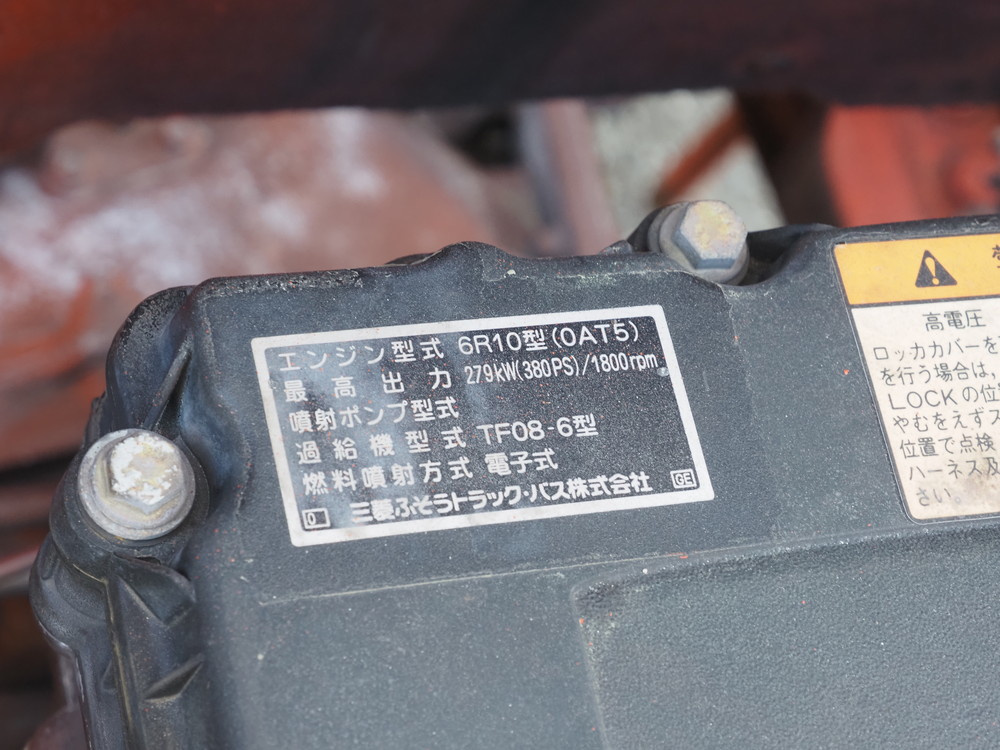 エンジン型式 6R10型(0AT5)
最高出力 279kW(380PS)/1800rpm
噴射ポンプ型式
過給機型式 TF08-6型
燃料噴射方式 電子式
0 三菱ふそうトラック・バス株式会社 GE
高電圧
ロッカカバーを
を行う場合は,
LOCKの位
やむをえずス
位置で点検
ハーネス及
さい。